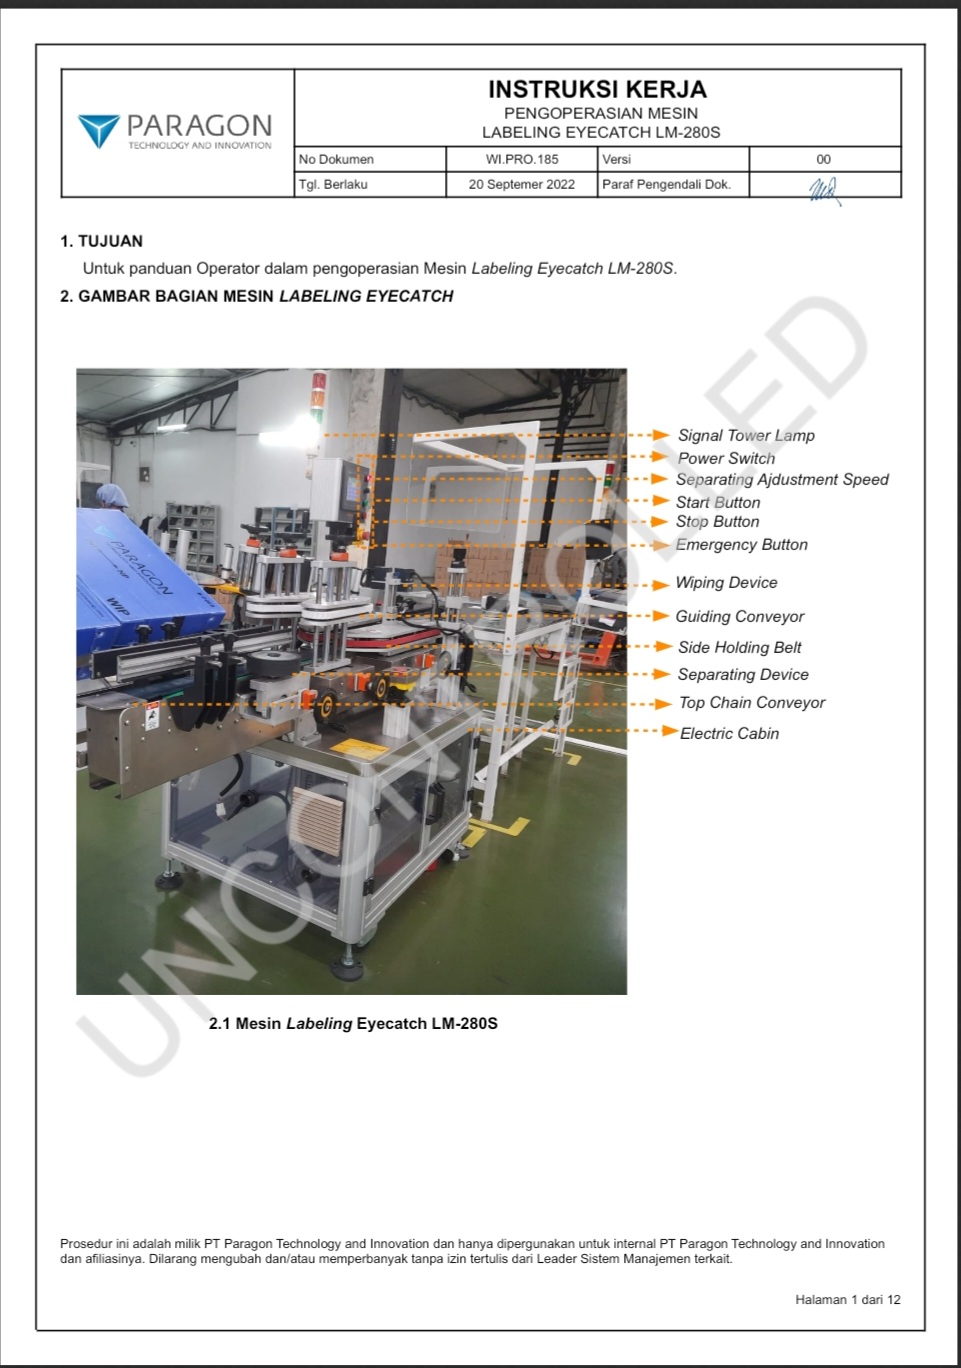 PARAGON
TECHNOLOGY AND INNOVATION
INSTRUKSI KERJA
PENGOPERASIAN MESIN
LABELING EYECATCH LM-280S
No Dokumen WI.PRO.185 Versi 00
Tgl. Berlaku 20 Septemer 2022 Paraf Pengendali Dok.
1. TUJUAN
Untuk panduan Operator dalam pengoperasian Mesin Labeling Eyecatch LM-280S.
2. GAMBAR BAGIAN MESIN LABELING EYECATCH
Signal Tower Lamp
Power Switch
Separating Ajdustment Speed
Start Button
Stop Button
Emergency Button
Wiping Device
Guiding Conveyor
Side Holding Belt
Separating Device
Top Chain Conveyor
Electric Cabin
PARAGON
WIP
2.1 Mesin Labeling Eyecatch LM-280S
Prosedur ini adalah milik PT Paragon Technology and Innovation dan hanya dipergunakan untuk internal PT Paragon Technology and Innovation
dan afiliasinya. Dilarang mengubah dan/atau memperbanyak tanpa izin tertulis dari Leader Sistem Manajemen terkait.
Halaman 1 dari 12